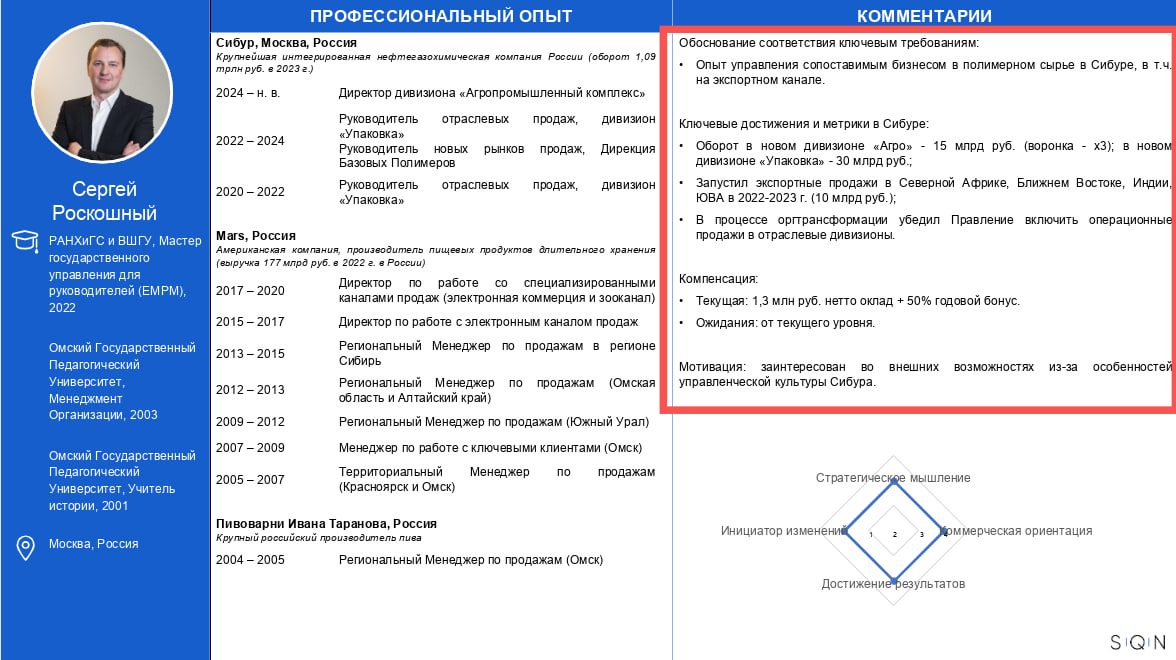 Сергей
Роскошный
РАНХиГС и ВШГУ, Мастер
государственного
управления для
руководителей (EMPM),
2022
Омский Государственный
Педагогический
Университет,
Менеджмент
Организации, 2003
Омский Государственный
Педагогический
Университет, Учитель
истории, 2001
Москва, Россия
ПРОФЕССИОНАЛЬНЫЙ ОПЫТ
Сибур, Москва, Россия
Крупнейшая интегрированная нефтегазохимическая компания России (оборот 1,09
трлн руб. в 2023 г.)
2024 – н. в. Директор дивизиона «Агропромышленный комплекс»
2022 – 2024 Руководитель отраслевых продаж, дивизион
«Упаковка»
Руководитель новых рынков продаж, Дирекция
Базовых Полимеров
2020 – 2022 Руководитель отраслевых продаж, дивизион
«Упаковка»
Mars, Россия
Американская компания, производитель пищевых продуктов длительного хранения
(выручка 177 млрд руб. в 2022 г. в России)
2017 – 2020 Директор по работе со специализированными
каналами продаж (электронная коммерция и зооканал)
2015 – 2017 Директор по работе с электронным каналом продаж
2013 – 2015 Региональный Менеджер по продажам в регионе
Сибирь
2012 – 2013 Региональный Менеджер по продажам (Омская
область и Алтайский край)
2009 – 2012 Региональный Менеджер по продажам (Южный Урал)
2007 – 2009 Менеджер по работе с ключевыми клиентами (Омск)
2005 – 2007 Территориальный Менеджер по продажам
(Красноярск и Омск)
Пивоварни Ивана Таранова, Россия
Крупный российский производитель пива
2004 – 2005 Региональный Менеджер по продажам (Омск)
КОММЕНТАРИИ
Обоснование соответствия ключевым требованиям:
• Опыт управления сопоставимым бизнесом в полимерном сырье в Сибуре, в т.ч.
на экспортном канале.
Ключевые достижения и метрики в Сибуре:
• Оборот в новом дивизионе «Агро» - 15 млрд руб. (воронка - х3); в новом
дивизионе «Упаковка» - 30 млрд руб.;
• Запустил экспортные продажи в Северной Африке, Ближнем Востоке, Индии,
ЮВА в 2022-2023 г. (10 млрд руб.);
• В процессе оргтрансформации убедил Правление включить операционные
продажи в отраслевые дивизионы.
Компенсация:
• Текущая: 1,3 млн руб. нетто оклад + 50% годовой бонус.
• Ожидания: от текущего уровня.
Мотивация: заинтересован во внешних возможностях из-за особенностей
управленческой культуры Сибура.
Стратегическое мышление
Инициатор изменений 1 2 3 4 Коммерческая ориентация
Достижение результатов
SQN